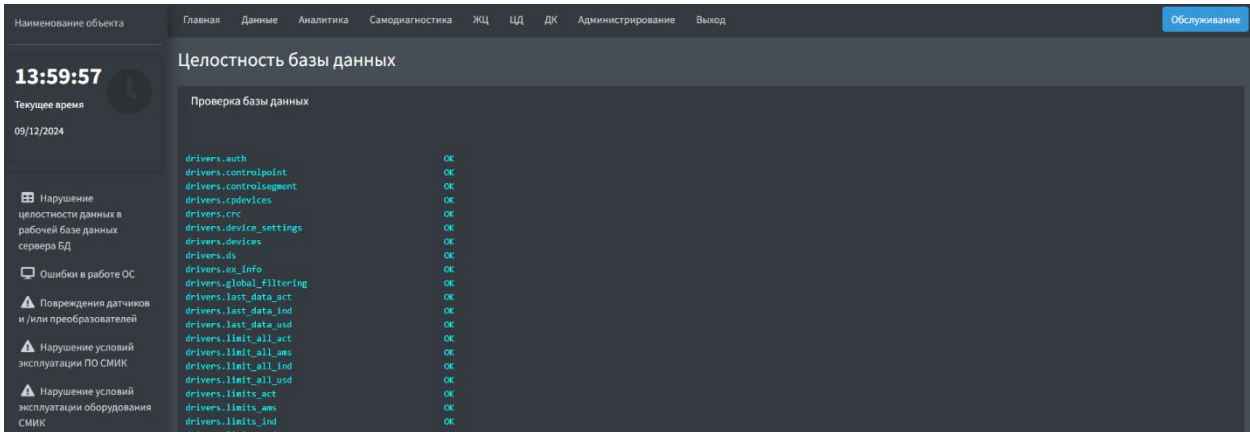 Наименование объекта
Главная Данные Аналитика Самодиагностика ЖЦ ЦД ДК Администрирование Выход
Обслуживание
13:59:57
Текущее время
09/12/2024
Нарушение
целостности данных в
рабочей базе данных
сервера БД
Ошибки в работе ОС
Повреждения датчиков
и /или преобразователей
Нарушение условий
эксплуатации ПО СМИК
Нарушение условий
эксплуатации оборудования
СМИК
Целостность базы данных
Проверка базы данных
drivers.auth OK
drivers.controlpoint OK
drivers.controlsegment OK
drivers.cpdevices OK
drivers.crc OK
drivers.device_settings OK
drivers.devices OK
drivers.ds OK
drivers.ex_info OK
drivers.global_filtering OK
drivers.last_data_act OK
drivers.last_data_ind OK
drivers.last_data_usd OK
drivers.limit_all_act OK
drivers.limit_all_ams OK
drivers.limit_all_ind OK
drivers.limit_all_usd OK
drivers.limits_act OK
drivers.limits_ams OK
drivers.limits_ind OK